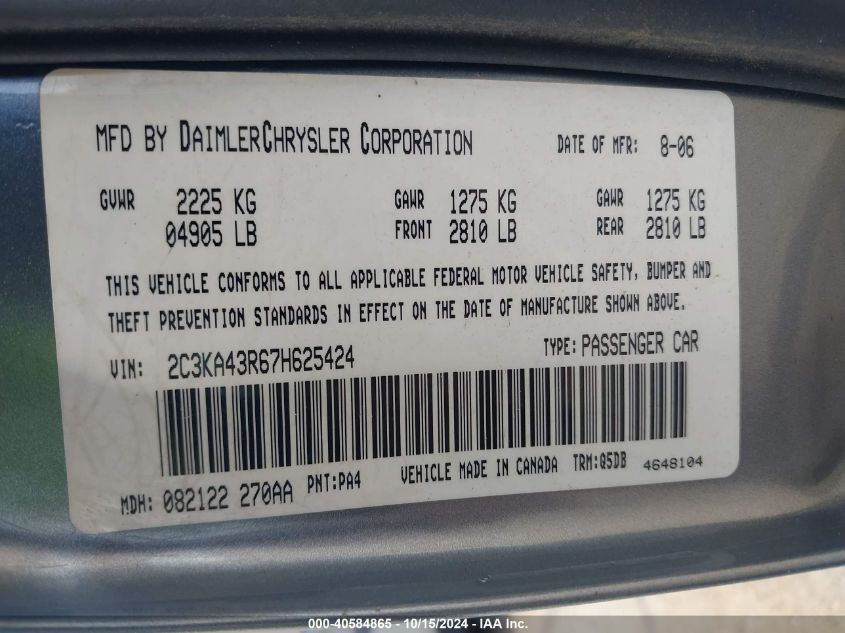 MFD BY DAIMLERCHRYSLER CORPORATION DATE OF MFR: 8-06
GVWR 2225 KG GAWR 1275 KG GAWR 1275 KG
04905 LB FRONT 2810 LB REAR 2810 LB
THIS VEHICLE CONFORMS TO ALL APPLICABLE FEDERAL MOTOR VEHICLE SAFETY, BUMPER AND
THEFT PREVENTION STANDARDS IN EFFECT ON THE DATE OF MANUFACTURE SHOWN ABOVE.
VIN: 2C3KA43R67H625424 TYPE: PASSENGER CAR
MDH: 082122 270AA PNT:PA4 VEHICLE MADE IN CANADA TRM:Q5DB 4648104
000-40584865 - 10/15/2024 - IAA Inc.